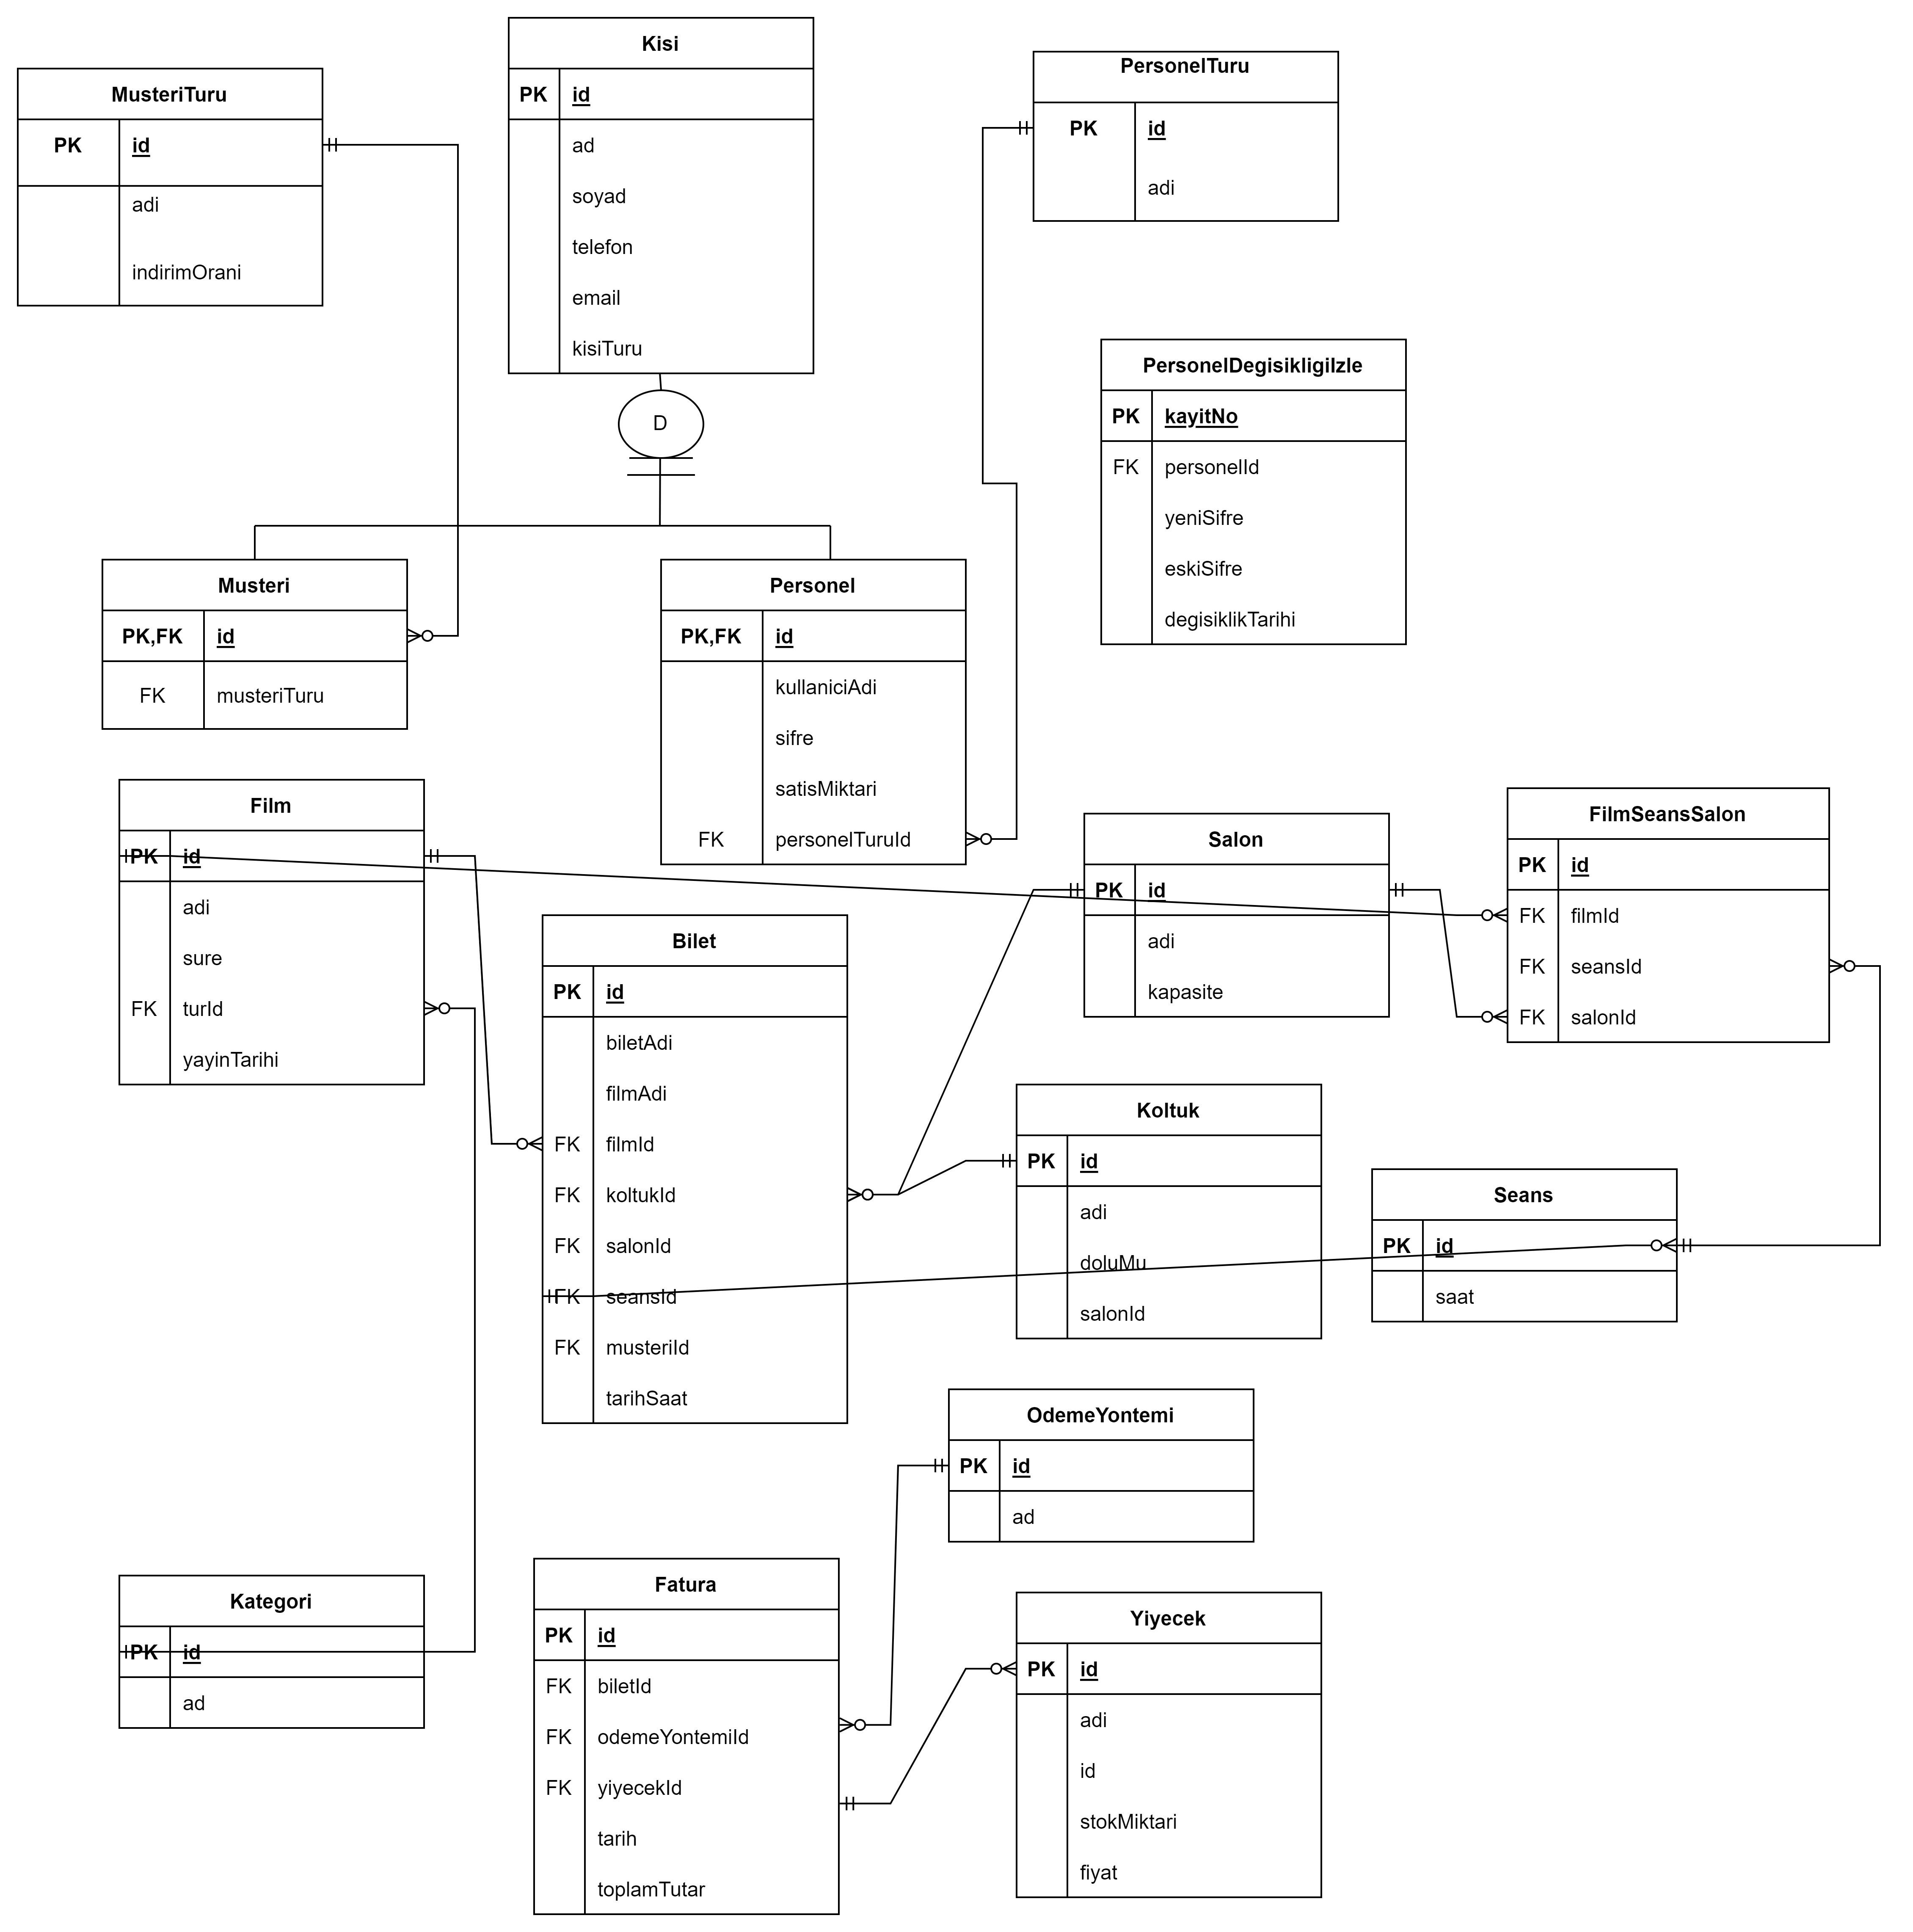 Kisi
PK id
ad
soyad
telefon
email
kisiTuru
MusteriTuru
PK id
adi
indirimOrani
PersonelTuru
PK id
adi
PersonelDegisikligiIzle
PK kayitNo
FK personelId
yeniSifre
eskiSifre
degisiklikTarihi
D
Musteri
PK,FK id
FK musteriTuru
Personel
PK,FK id
kullaniciAdi
sifre
satisMiktari
FK personelTuruId
Film
PK id
adi
sure
FK turId
yayinTarihi
Salon
PK id
adi
kapasite
FilmSeansSalon
PK id
FK filmId
FK seansId
FK salonId
Bilet
PK id
biletAdi
filmAdi
FK filmId
FK koltukId
FK salonId
FK seansId
FK musteriId
tarihSaat
Koltuk
PK id
adi
doluMu
salonId
Seans
PK id
saat
OdemeYontemi
PK id
ad
Kategori
PK id
ad
Fatura
PK id
FK biletId
FK odemeYontemiId
FK yiyecekId
tarih
toplamTutar
Yiyecek
PK id
adi
id
stokMiktari
fiyat